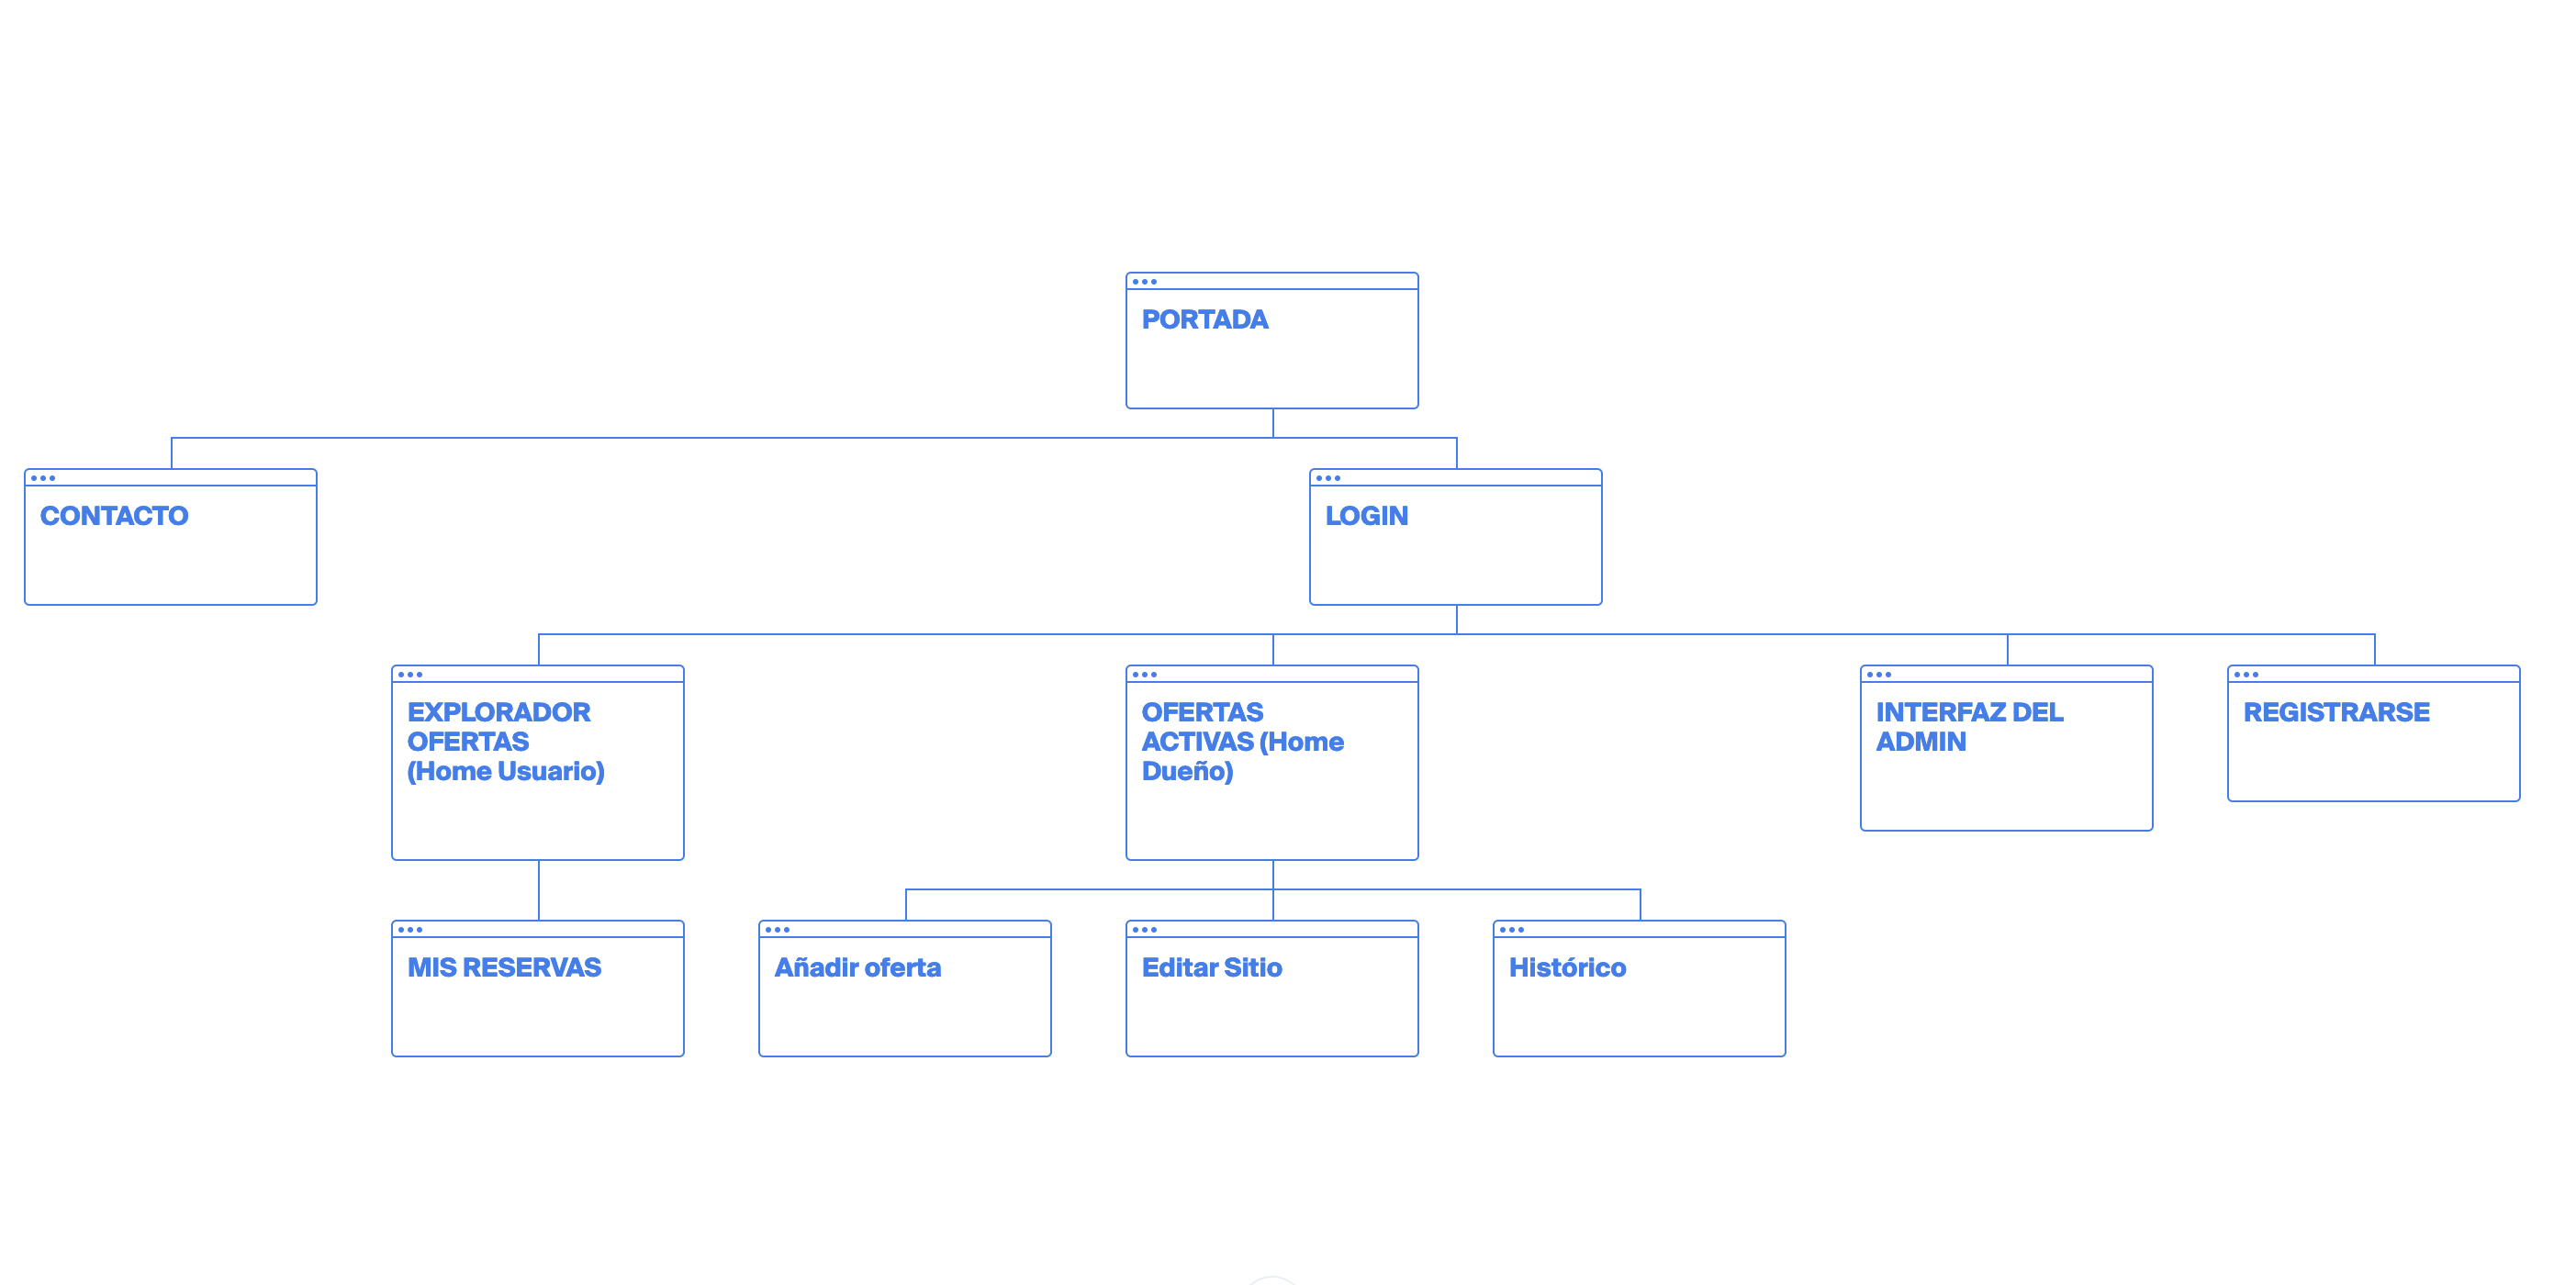 PORTADA
CONTACTO
LOGIN
EXPLORADOR
OFERTAS
(Home Usuario)
OFERTAS
ACTIVAS (Home
Dueño)
INTERFAZ DEL
ADMIN
REGISTRARSE
MIS RESERVAS
Añadir oferta
Editar Sitio
Histórico